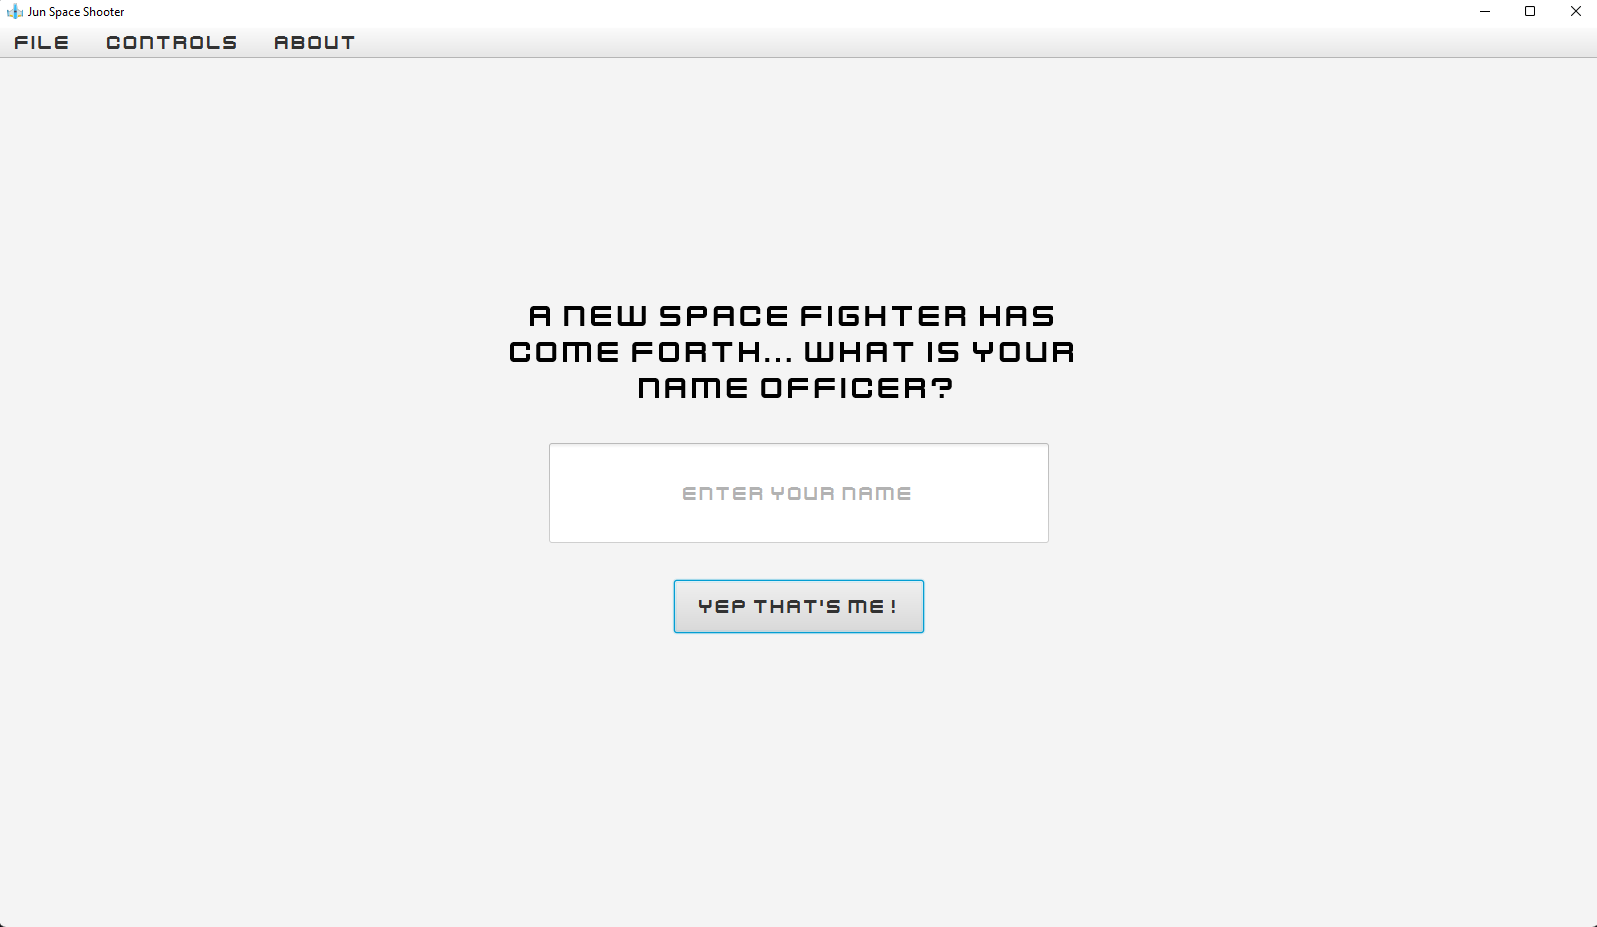 Jun Space Shooter
FILE CONTROLS ABOUT
A NEW SPACE FIGHTER HAS
COME FORTH... WHAT IS YOUR
NAME OFFICER?
ENTER YOUR NAME
YEP THAT'S ME !